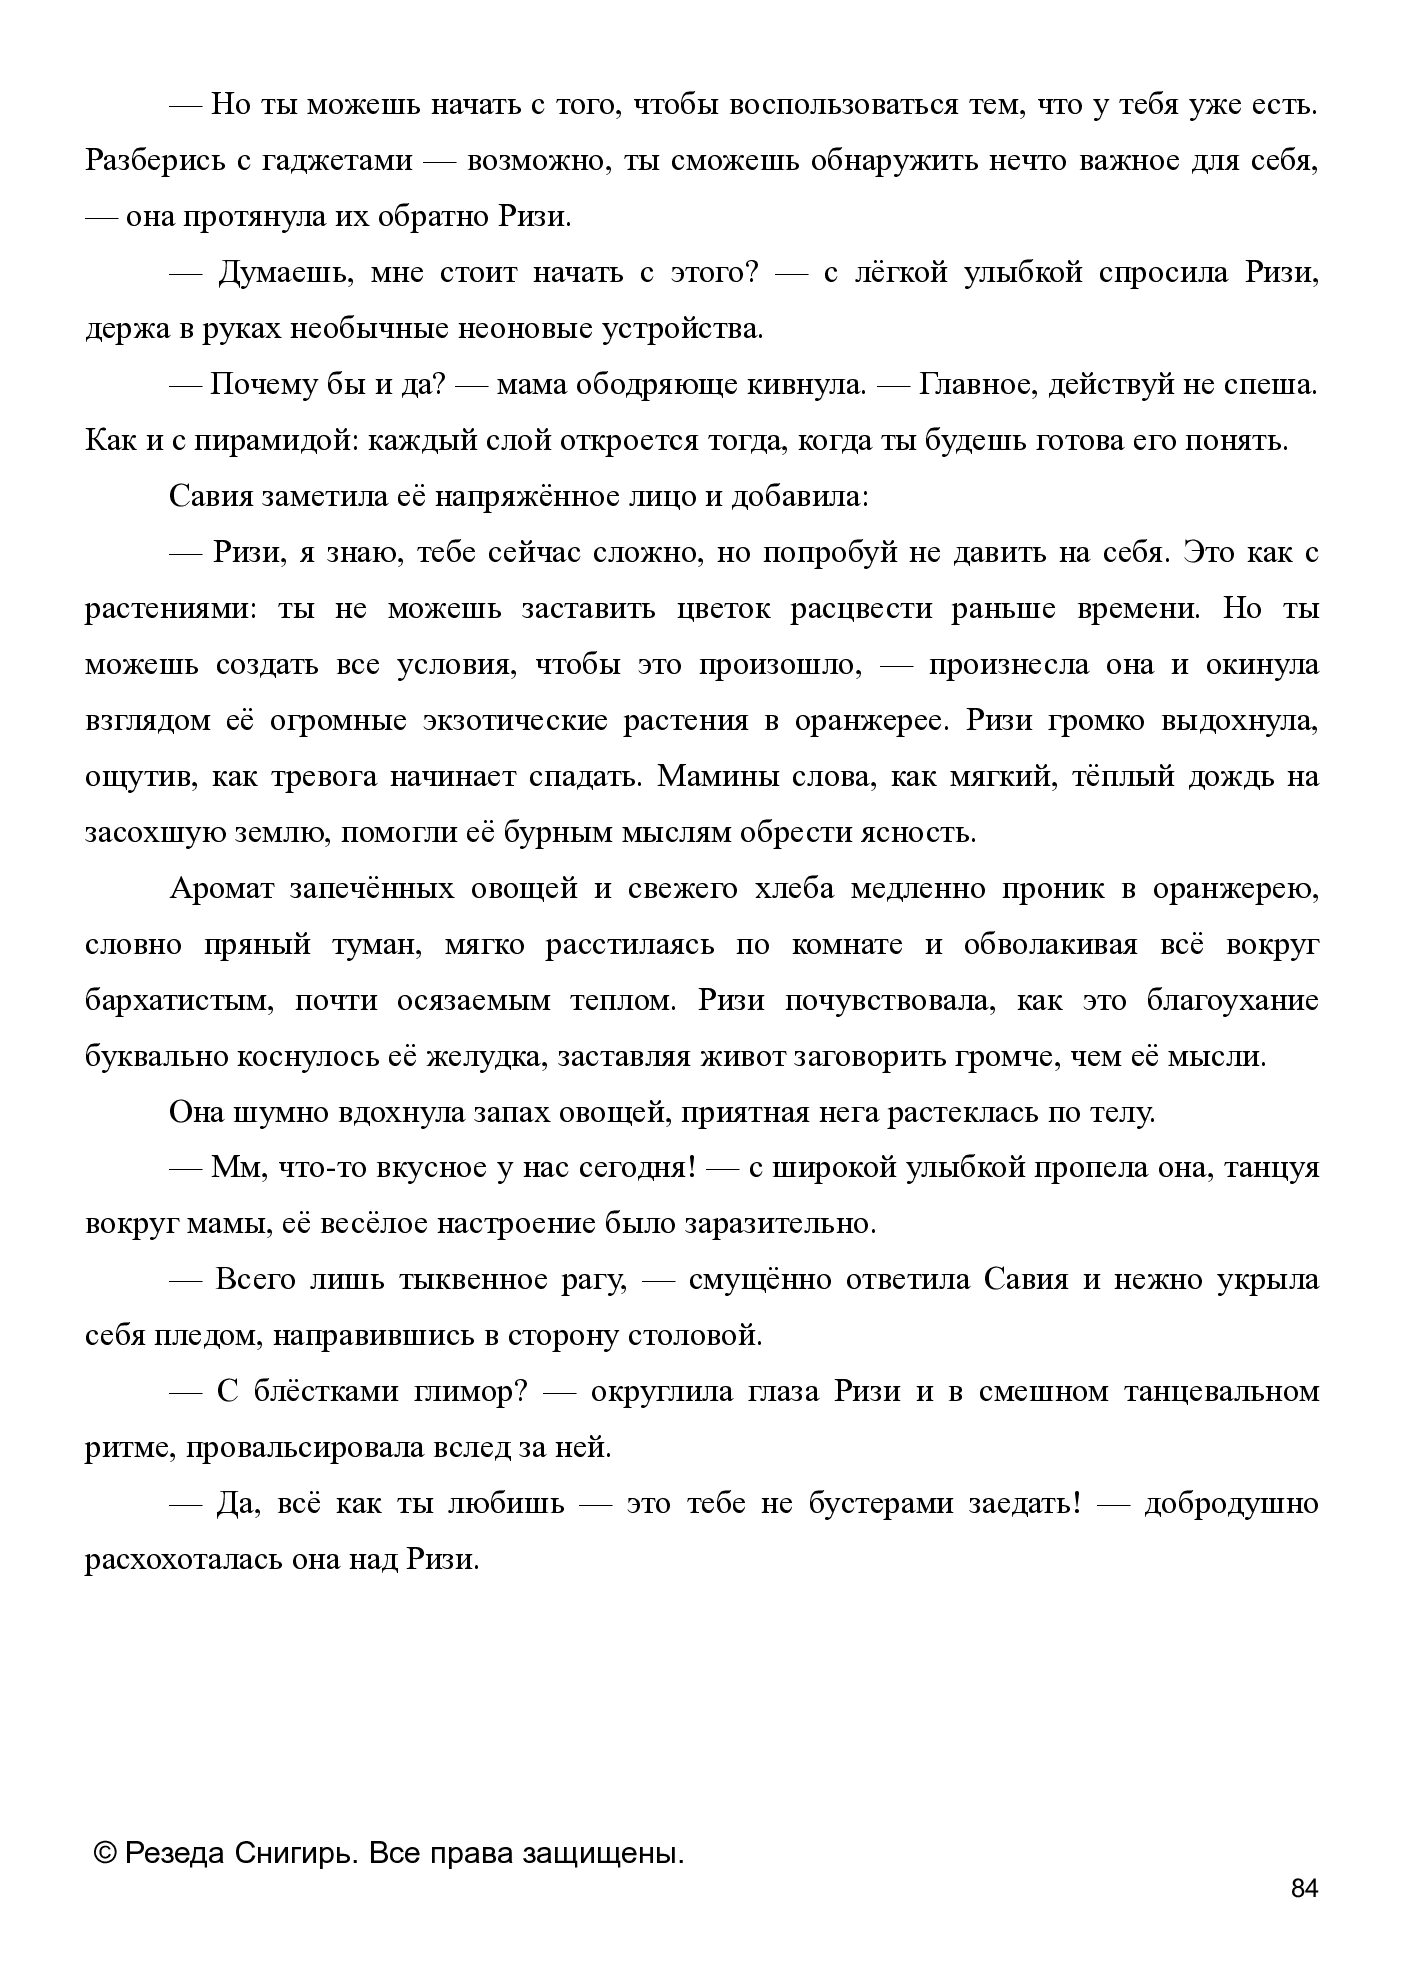 — Но ты можешь начать с того, чтобы воспользоваться тем, что у тебя уже есть.
Разберись с гаджетами — возможно, ты сможешь обнаружить нечто важное для себя,
— она протянула их обратно Ризи.
— Думаешь, мне стоит начать с этого? — с лёгкой улыбкой спросила Ризи,
держа в руках необычные неоновые устройства.
— Почему бы и да? — мама ободряюще кивнула. — Главное, действуй не спеша.
Как и с пирамидой: каждый слой откроется тогда, когда ты будешь готова его понять.
Савия заметила её напряжённое лицо и добавила:
— Ризи, я знаю, тебе сейчас сложно, но попробуй не давить на себя. Это как с
растениями: ты не можешь заставить цветок расцвести раньше времени. Но ты
можешь создать все условия, чтобы это произошло, — произнесла она и окинула
взглядом её огромные экзотические растения в оранжерее. Ризи громко выдохнула,
ощутив, как тревога начинает спадать. Мамины слова, как мягкий, тёплый дождь на
засохшую землю, помогли её бурным мыслям обрести ясность.
Аромат запечённых овощей и свежего хлеба медленно проник в оранжерею,
словно пряный туман, мягко расстилаясь по комнате и обволакивая всё вокруг
бархатистым, почти осязаемым теплом. Ризи почувствовала, как это благоухание
буквально коснулось её желудка, заставляя живот заговорить громче, чем её мысли.
Она шумно вдохнула запах овощей, приятная нега растеклась по телу.
— Мм, что-то вкусное у нас сегодня! — с широкой улыбкой пропела она, танцуя
вокруг мамы, её весёлое настроение было заразительно.
— Всего лишь тыквенное рагу, — смущённо ответила Савия и нежно укрыла
себя пледом, направившись в сторону столовой.
— С блёстками глимор? — округлила глаза Ризи и в смешном танцевальном
ритме, провальсировала вслед за ней.
— Да, всё как ты любишь — это тебе не бустерами заедать! — добродушно
расхохоталась она над Ризи.
© Резеда Снигирь. Все права защищены.
84